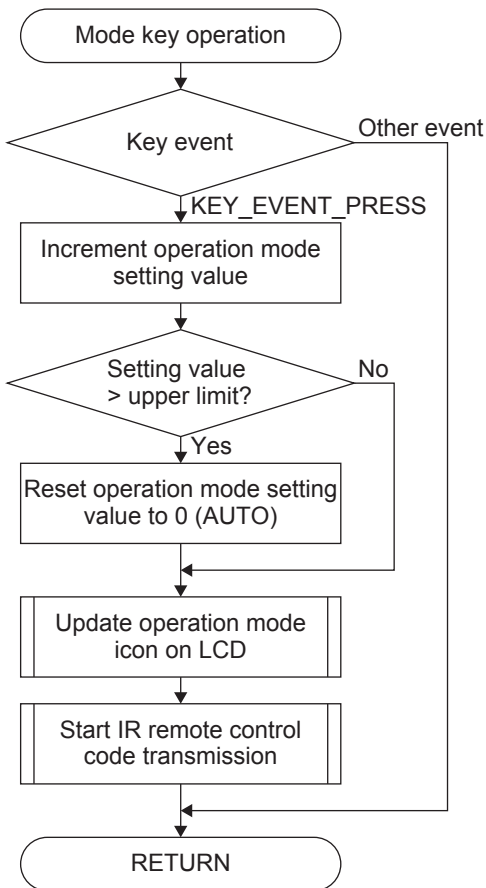 Mode key operation
Key event
Other event
KEY_EVENT_PRESS
Increment operation mode
setting value
Setting value
> upper limit?
No
Yes
Reset operation mode setting
value to 0 (AUTO)
Update operation mode
icon on LCD
Start IR remote control
code transmission
RETURN